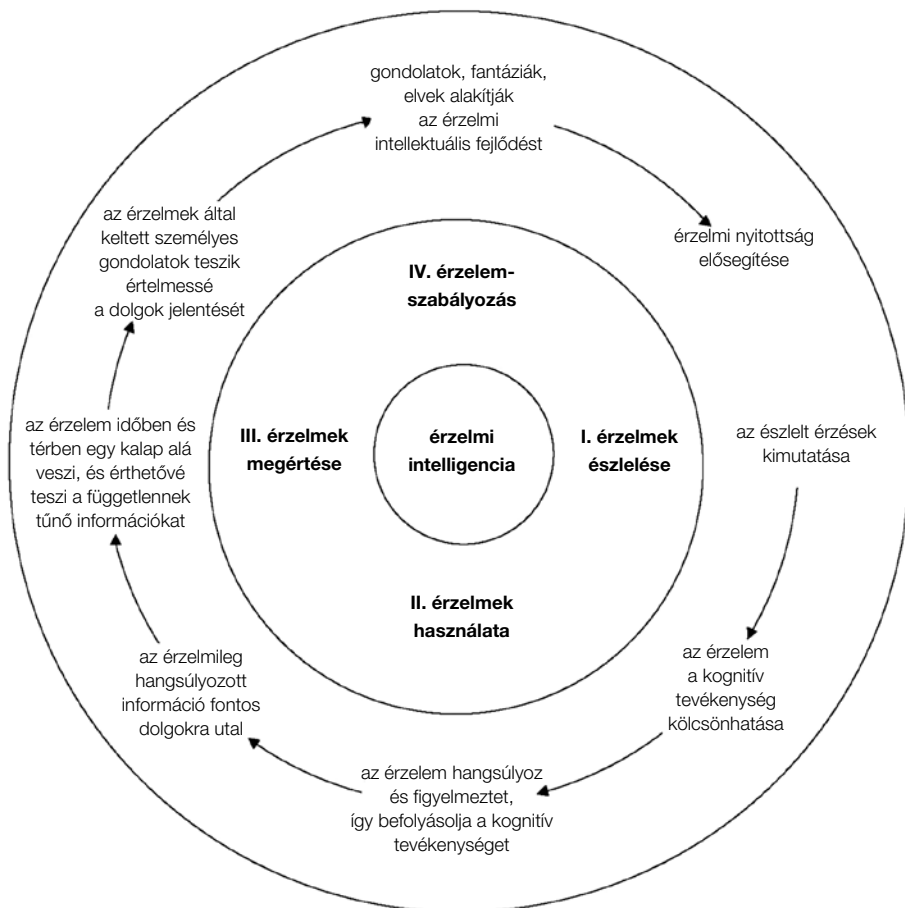 gondolatok, fantáziák,
elvek alakítják
az érzelmi
intellektuális fejlődést
érzelmi nyitottság
elősegítése
az észlelt érzések
kimutatása
az érzelem
a kognitív
tevékenység
kölcsönhatása
az érzelem hangsúlyoz
és figyelmeztet,
így befolyásolja a kognitív
tevékenységet
az érzelmileg
hangsúlyozott
információ fontos
dolgokra utal
az érzelem időben és
térben egy kalap alá
veszi, és érthetővé
teszi a függetlennek
tűnő információkat
az érzelmek által
keltett személyes
gondolatok teszik
értelmessé
a dolgok jelentését
IV. érzelem-
szabályozás
III. érzelmek
megértése
érzelmi
intelligencia
I. érzelmek
észlelése
II. érzelmek
használata